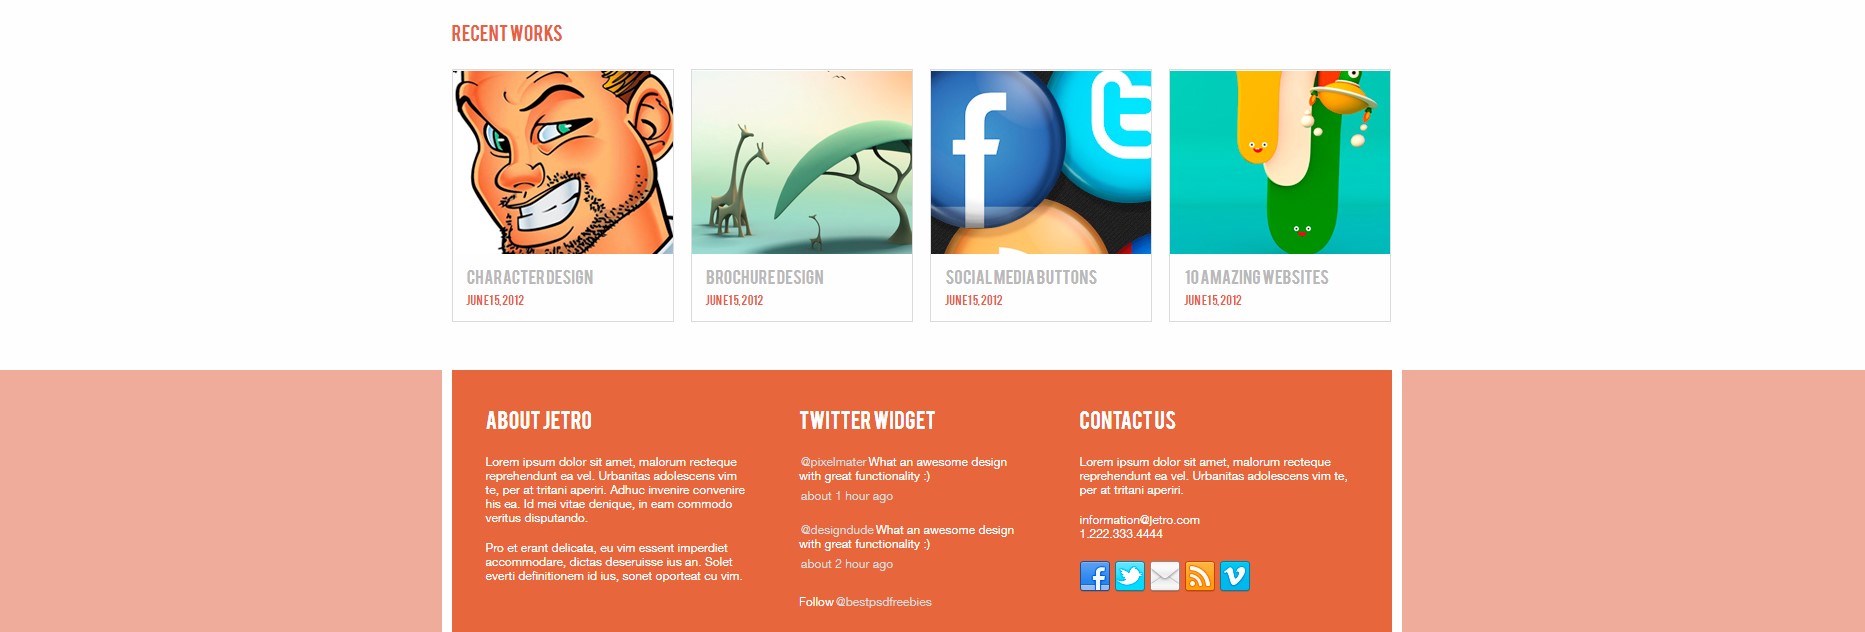 RECENT WORKS
CHARACTER DESIGN
JUNE 15, 2012
BROCHURE DESIGN
JUNE 15, 2012
SOCIAL MEDIA BUTTONS
JUNE 15, 2012
10 AMAZING WEBSITES
JUNE 15, 2012
ABOUT JETRO
Lorem ipsum dolor sit amet, malorum recteque
reprehendunt ea vel. Urbanitas adolescens vim
te, per at tritani aperiri. Adhuc invenire convenire
his ea. Id mei vitae denique, in eam commodo
veritus disputando.
Pro et erant delicata, eu vim essent imperdiet
accommodare, dictas deseruisse ius an. Solet
everti definitionem id ius, sonet oporteat cu vim.
TWITTER WIDGET
@pixelmater What an awesome design
with great functionality :)
about 1 hour ago
@designdude What an awesome design
with great functionality :)
about 2 hour ago
Follow @bestpsdfreebies
CONTACT US
Lorem ipsum dolor sit amet, malorum recteque
reprehendunt ea vel. Urbanitas adolescens vim te,
per at tritani aperiri.
information@jetro.com
1.222.333.4444